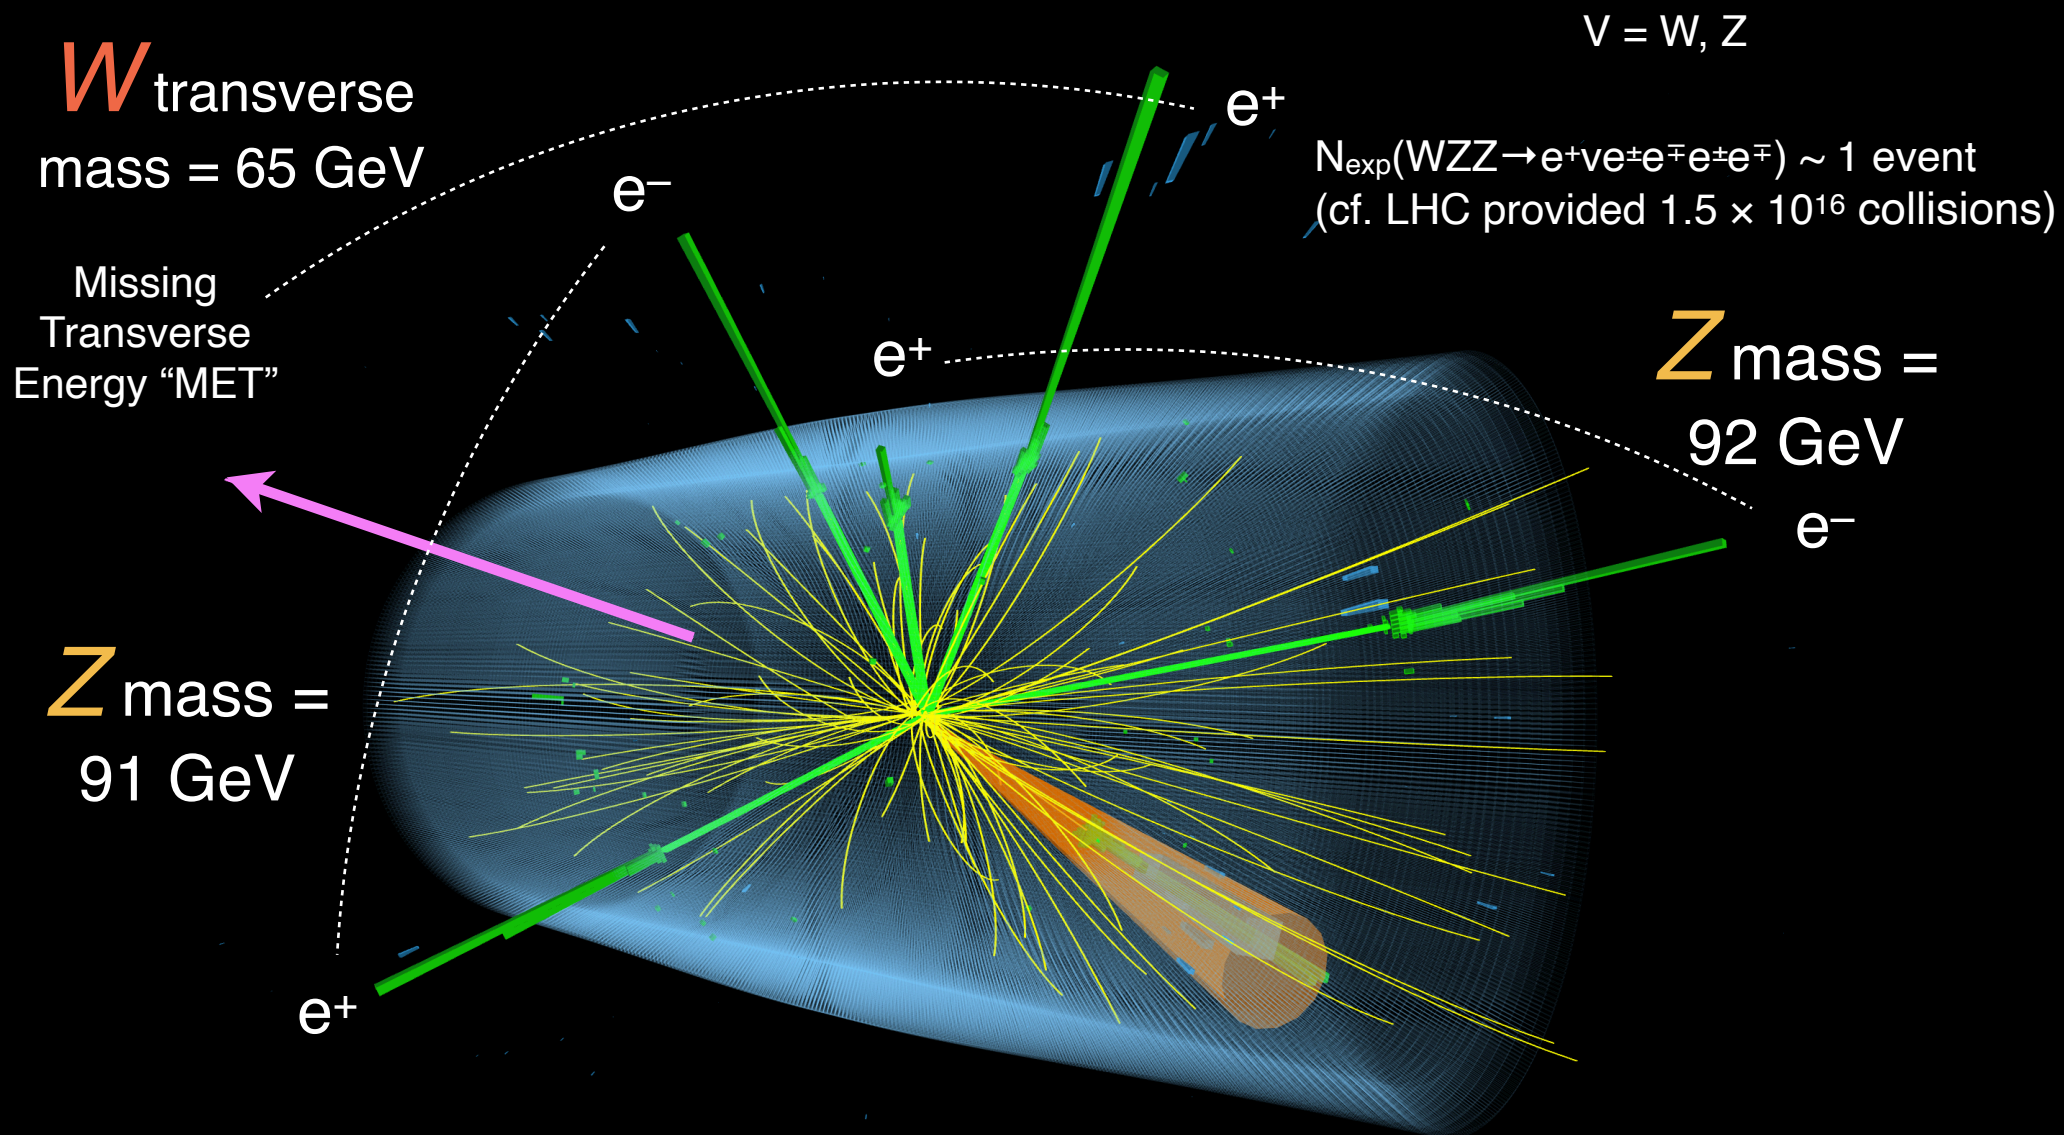 V = W, Z
W transverse
mass = 65 GeV
e⁺
N_exp(WZZ→e⁺νe±e∓e±e∓) ~ 1 event
(cf. LHC provided 1.5 × 10¹⁶ collisions)
e⁻
Missing
Transverse
Energy “MET”
e⁺
Z mass =
92 GeV
e⁻
Z mass =
91 GeV
e⁺